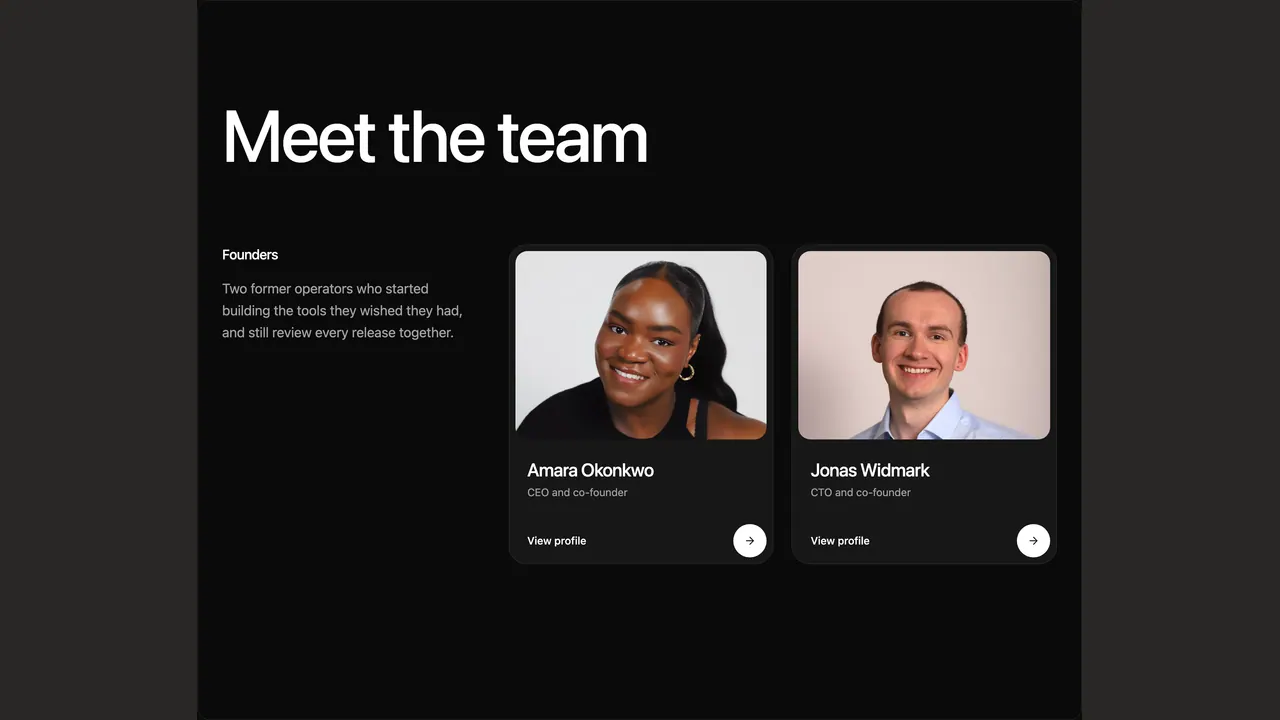 Meet the team
Founders
Two former operators who started
building the tools they wished they had,
and still review every release together.
Amara Okonkwo
CEO and co-founder
View profile
Jonas Widmark
CTO and co-founder
View profile